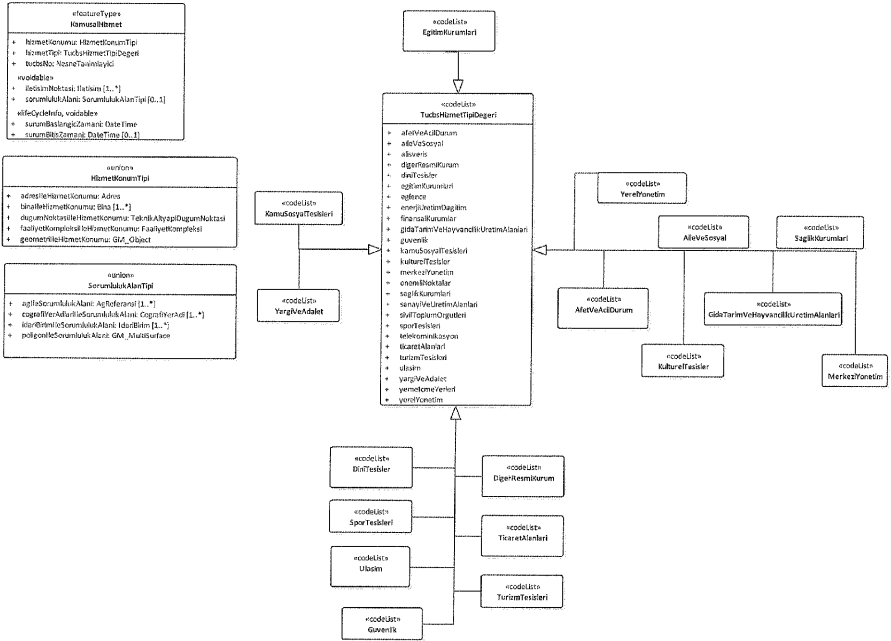 «featureType»
KamusalHizmet
+ hizmetKonumu: HizmetKonumTipi
+ hizmetTipi: TucbsHizmetTipiDegeri
+ tucbsNo: NesneTanimlayici
«voidable»
+ iletisimNoktasi: Iletisim [1..*]
+ sorumlulukAlani: SorumlulukAlanTipi [0..1]
«lifeCycleInfo, voidable»
+ surumBaslangicZamani: DateTime
+ surumBitisZamani: DateTime [0..1]
«union»
HizmetKonumTipi
+ adresIleHizmetKonumu: Adres
+ binaIleHizmetKonumu: Bina [1..*]
+ dugumNoktasiIleHizmetKonumu: TeknikAltyapiDugumNoktasi
+ faaliyetKompleksiIleHizmetKonumu: FaaliyetKompleksi
+ geometriIleHizmetKonumu: GM_Object
«union»
SorumlulukAlanTipi
+ agIleSorumlulukAlani: AgReferansi [1..*]
+ cografiYerAdlariIleSorumlulukAlani: CografiYerAdi [1..*]
+ idariBirimIleSorumlulukAlani: IdariBirim [1..*]
+ poligonIleSorumlulukAlani: GM_MultiSurface
«codeList»
EgitimKurumlari
«codeList»
TucbsHizmetTipiDegeri
+ afetVeAcilDurum
+ aileVeSosyal
+ alisveris
+ digerResmiKurum
+ diniTesisler
+ egitimKurumlari
+ eglence
+ enerjiUretimDagitim
+ finansalKurumlar
+ gidaTarimVeHayvancilikUretimAlanlari
+ guvenlik
+ kamuSosyalTesisleri
+ kulturelTesisler
+ merkeziYonetim
+ onemliNoktalar
+ saglikKurumlari
+ sanayiVeUretimAlanlari
+ sivilToplumOrgutleri
+ sporTesisleri
+ telekominikasyon
+ ticaretAlanlari
+ turizmTesisleri
+ ulasim
+ yargiVeAdalet
+ yemeIcmeYerleri
+ yerelYonetim
«codeList»
KamuSosyalTesisleri
«codeList»
YargiVeAdalet
«codeList»
YerelYonetim
«codeList»
AileVeSosyal
«codeList»
SaglikKurumlari
«codeList»
AfetVeAcilDurum
«codeList»
GidaTarimVeHayvancilikUretimAlanlari
«codeList»
KulturelTesisler
«codeList»
MerkeziYonetim
«codeList»
DiniTesisler
«codeList»
DigerResmiKurum
«codeList»
SporTesisleri
«codeList»
TicaretAlanlari
«codeList»
Ulasim
«codeList»
TurizmTesisleri
«codeList»
Guvenlik